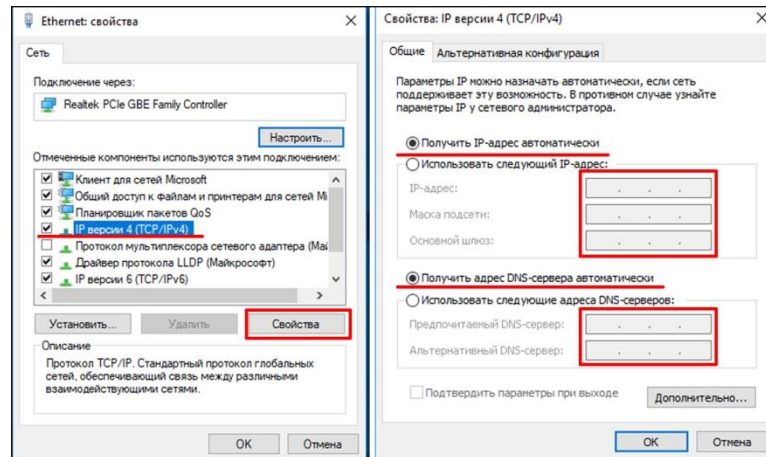 Ethernet: свойства
Сеть
Подключение через:
Realtek PCIe GBE Family Controller
Настроить...
Отмеченные компоненты используются этим подключением:
Клиент для сетей Microsoft
Общий доступ к файлам и принтерам для сетей Mi
Планировщик пакетов QoS
IP версии 4 (TCP/IPv4)
Протокол мультиплексора сетевого адаптера (Май
Драйвер протокола LLDP (Майкрософт)
IP версии 6 (TCP/IPv6)
Установить...
Удалить
Свойства
Описание
Протокол TCP/IP. Стандартный протокол глобальных
сетей, обеспечивающий связь между различными
взаимодействующими сетями.
OK
Отмена
Свойства: IP версии 4 (TCP/IPv4)
Общие
Альтернативная конфигурация
Параметры IP можно назначать автоматически, если сеть
поддерживает эту возможность. В противном случае узнайте
параметры IP у сетевого администратора.
Получить IP-адрес автоматически
Использовать следующий IP-адрес:
IP-адрес:
Маска подсети:
Основной шлюз:
Получить адрес DNS-сервера автоматически
Использовать следующие адреса DNS-серверов:
Предпочитаемый DNS-сервер:
Альтернативный DNS-сервер:
Подтвердить параметры при выходе
Дополнительно...
OK
Отмена